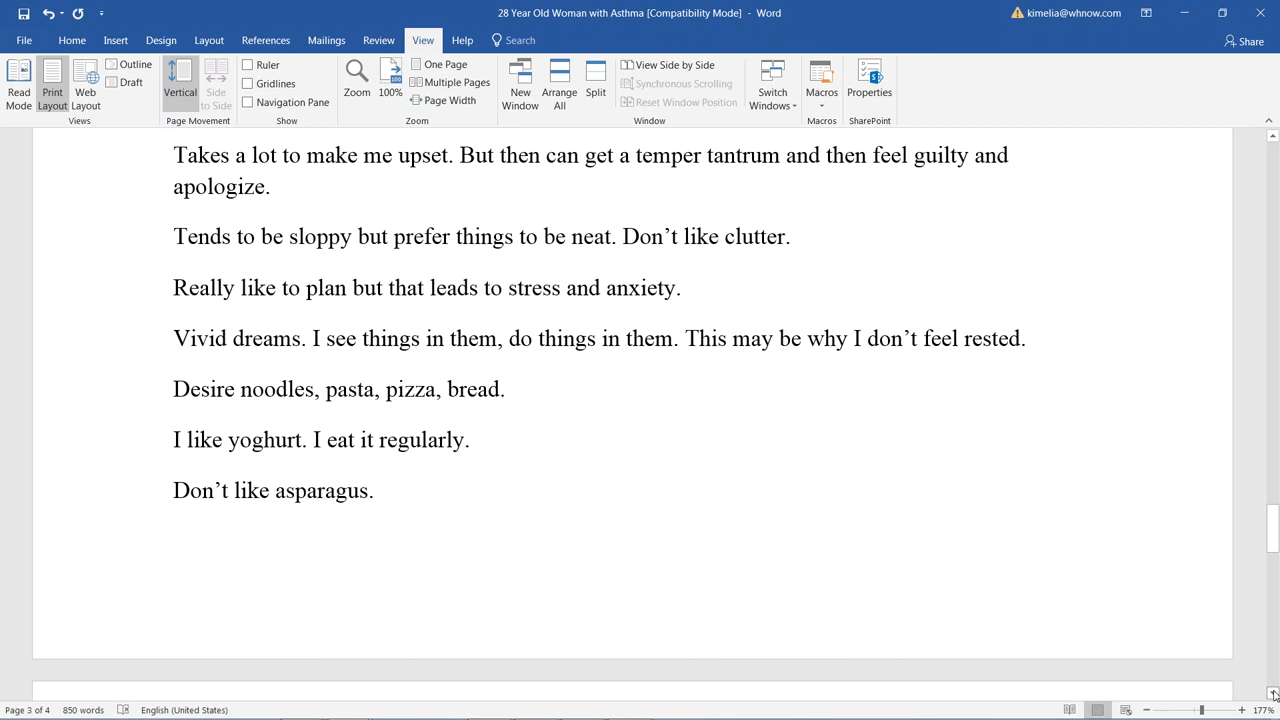 28 Year Old Woman with Asthma [Compatibility Mode] - Word
kimelia@whnow.com
File Home Insert Design Layout References Mailings Review View Help Search Share
Read Mode
Print Layout
Web Layout
Outline
Draft
Views
Vertical
Side to Side
Page Movement
Ruler
Gridlines
Navigation Pane
Show
Zoom
100
100%
One Page
Multiple Pages
Page Width
Zoom
New Window
Arrange All
Split
View Side by Side
Synchronous Scrolling
Reset Window Position
Window
Switch Windows
Macros
Macros
Properties
SharePoint
Takes a lot to make me upset. But then can get a temper tantrum and then feel guilty and
apologize.
Tends to be sloppy but prefer things to be neat. Don’t like clutter.
Really like to plan but that leads to stress and anxiety.
Vivid dreams. I see things in them, do things in them. This may be why I don’t feel rested.
Desire noodles, pasta, pizza, bread.
I like yoghurt. I eat it regularly.
Don’t like asparagus.
Page 3 of 4 850 words English (United States) 177%